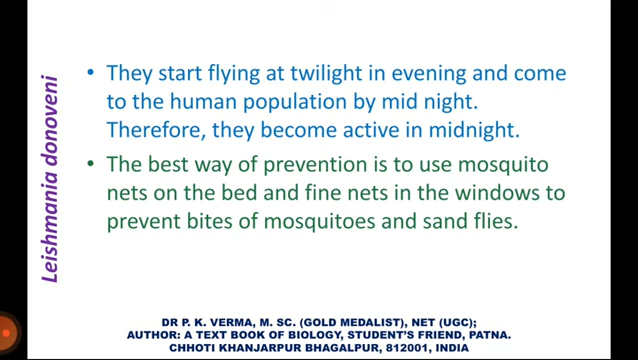 Leishmania donoveni
• They start flying at twilight in evening and come
to the human population by mid night.
Therefore, they become active in midnight.
• The best way of prevention is to use mosquito
nets on the bed and fine nets in the windows to
prevent bites of mosquitoes and sand flies.
DR P. K. VERMA, M. SC. (GOLD MEDALIST), NET (UGC);
AUTHOR: A TEXT BOOK OF BIOLOGY, STUDENT'S FRIEND, PATNA.
CHHOTI KHANJARPUR BHAGALPUR, 812001, INDIA